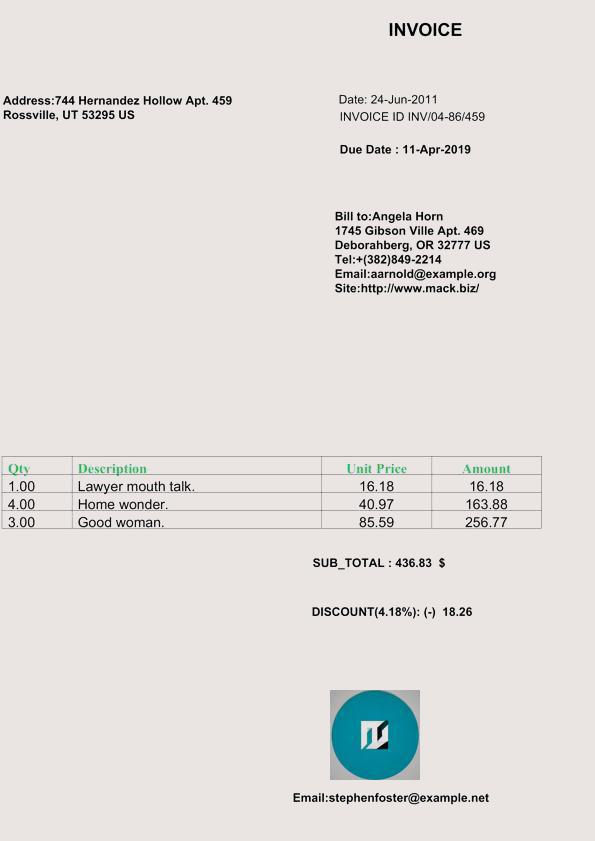 INVOICE
Address:744 Hernandez Hollow Apt. 459
Rossville, UT 53295 US
Date: 24-Jun-2011
INVOICE ID INV/04-86/459
Due Date : 11-Apr-2019
Bill to:Angela Horn
1745 Gibson Ville Apt. 469
Deborahberg, OR 32777 US
Tel:+(382)849-2214
Email:aarnold@example.org
Site:http://www.mack.biz/
Qty Description Unit Price Amount
1.00 Lawyer mouth talk. 16.18 16.18
4.00 Home wonder. 40.97 163.88
3.00 Good woman. 85.59 256.77
SUB_TOTAL : 436.83 $
DISCOUNT(4.18%): (-) 18.26
Email:stephenfoster@example.net